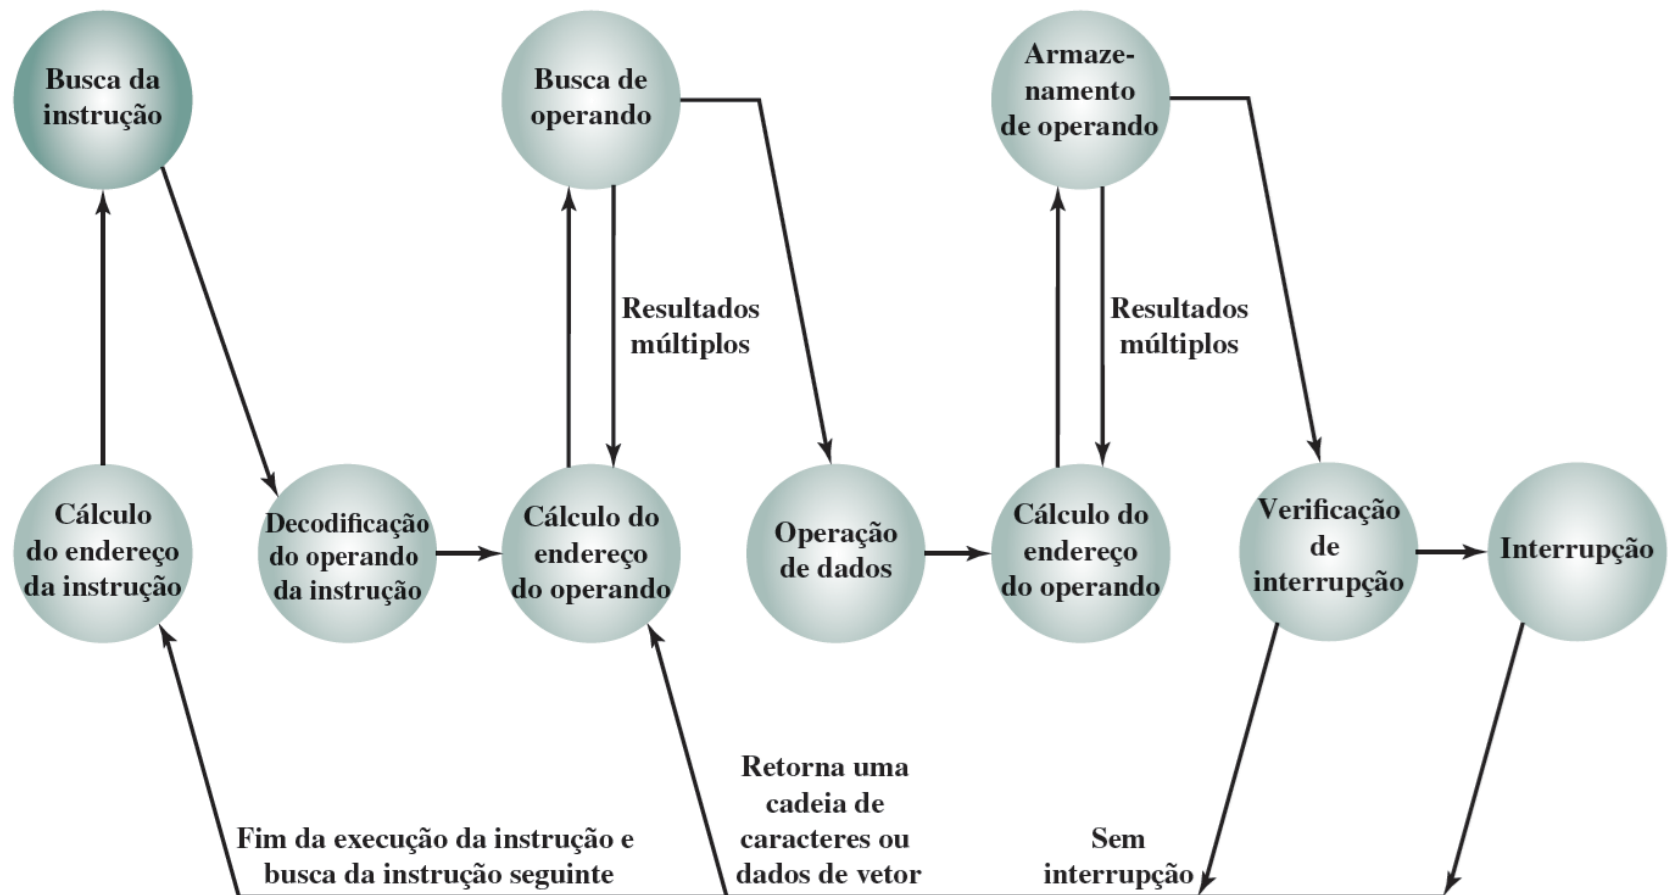 Busca da
instrução
Busca de
operando
Armaze-
namento
de operando
Resultados
múltiplos
Resultados
múltiplos
Cálculo
do endereço
da instrução
Decodificação
do operando
da instrução
Cálculo do
endereço
do operando
Operação
de dados
Cálculo do
endereço
do operando
Verificação
de
interrupção
Interrupção
Fim da execução da instrução e
busca da instrução seguinte
Retorna uma
cadeia de
caracteres ou
dados de vetor
Sem
interrupção